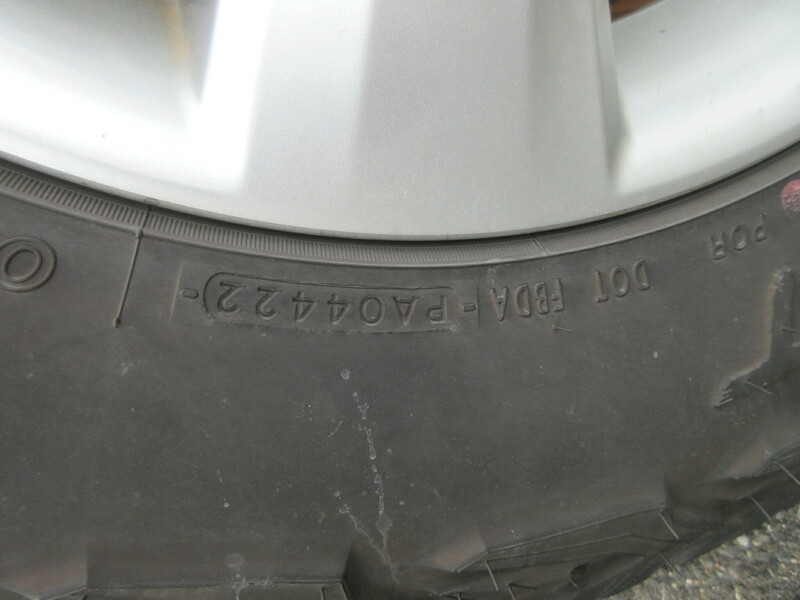 POR
DOT FBDA - PA04422 -